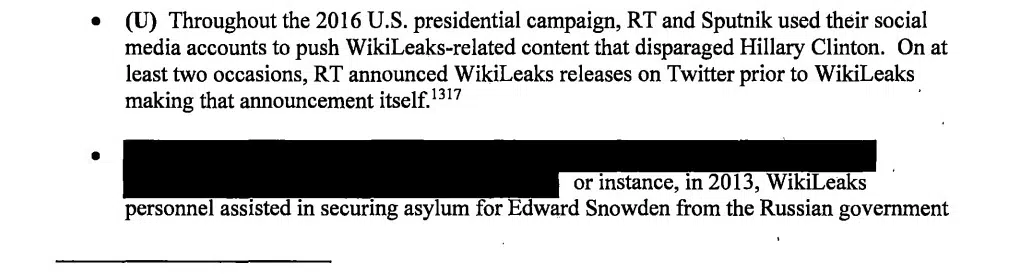 • (U) Throughout the 2016 U.S. presidential campaign, RT and Sputnik used their social
media accounts to push WikiLeaks-related content that disparaged Hillary Clinton. On at
least two occasions, RT announced WikiLeaks releases on Twitter prior to WikiLeaks
making that announcement itself.1317
•
or instance, in 2013, WikiLeaks
personnel assisted in securing asylum for Edward Snowden from the Russian government